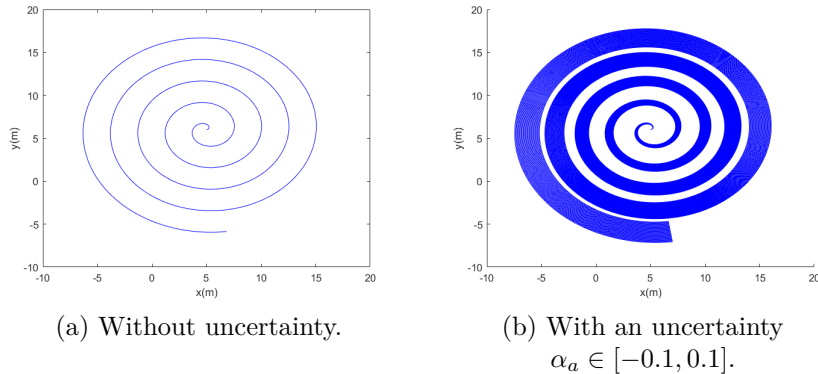 20
15
10
5
0
-5
-10
y(m)
-10 -5 0 5 10 15 20
x(m)
(a) Without uncertainty.
20
15
10
5
0
-5
-10
y(m)
-10 -5 0 5 10 15 20
x(m)
(b) With an uncertainty
α_a ∈ [−0.1, 0.1].